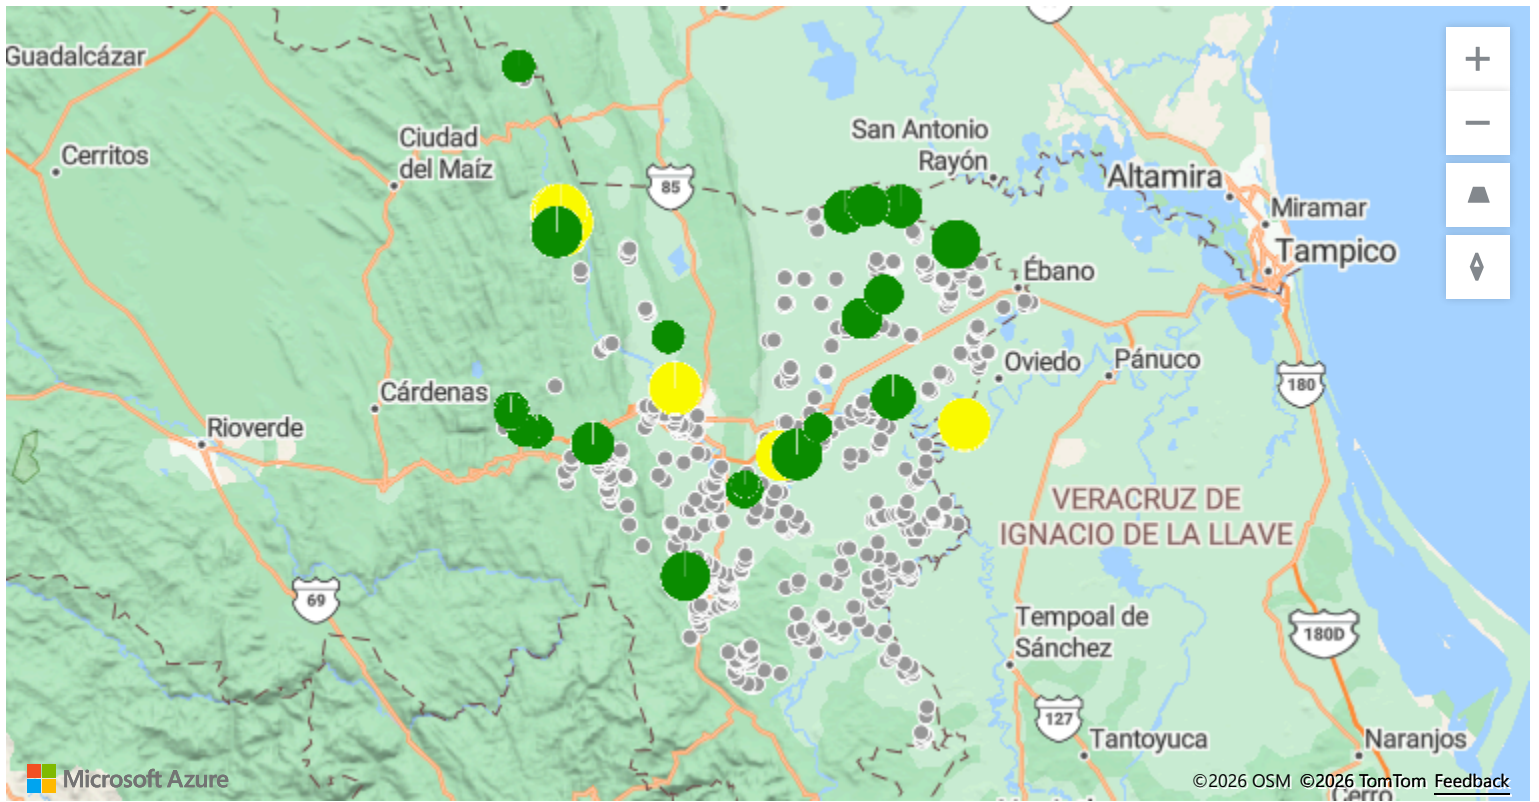 Guadalcázar
Cerritos
Ciudad
del Maíz
85
San Antonio
Rayón
Altamira
Miramar
Tampico
Ébano
Oviedo
Pánuco
180
Cárdenas
Rioverde
VERACRUZ DE
IGNACIO DE LA LLAVE
69
Tempoal de
Sánchez
180D
127
Tantoyuca
Naranjos
Cerro
Microsoft Azure
©2026 OSM ©2026 TomTom Feedback